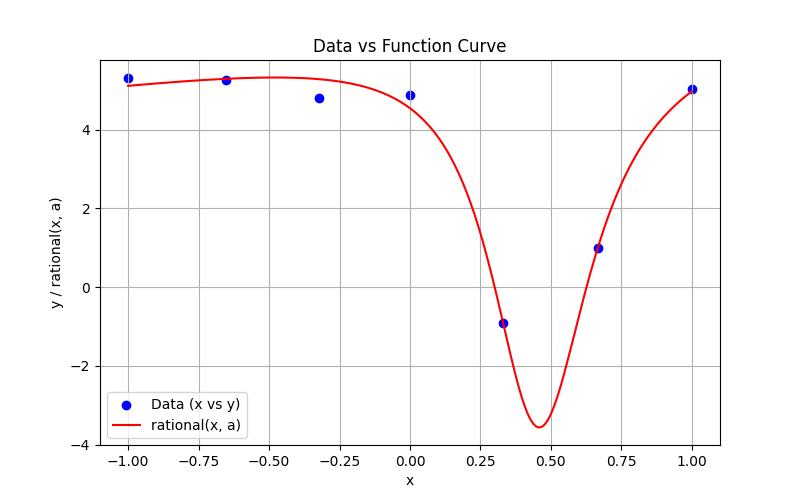 Data vs Function Curve
y / rational(x, a)
4
2
0
−2
−4
Data (x vs y)
rational(x, a)
−1.00 −0.75 −0.50 −0.25 0.00 0.25 0.50 0.75 1.00
x